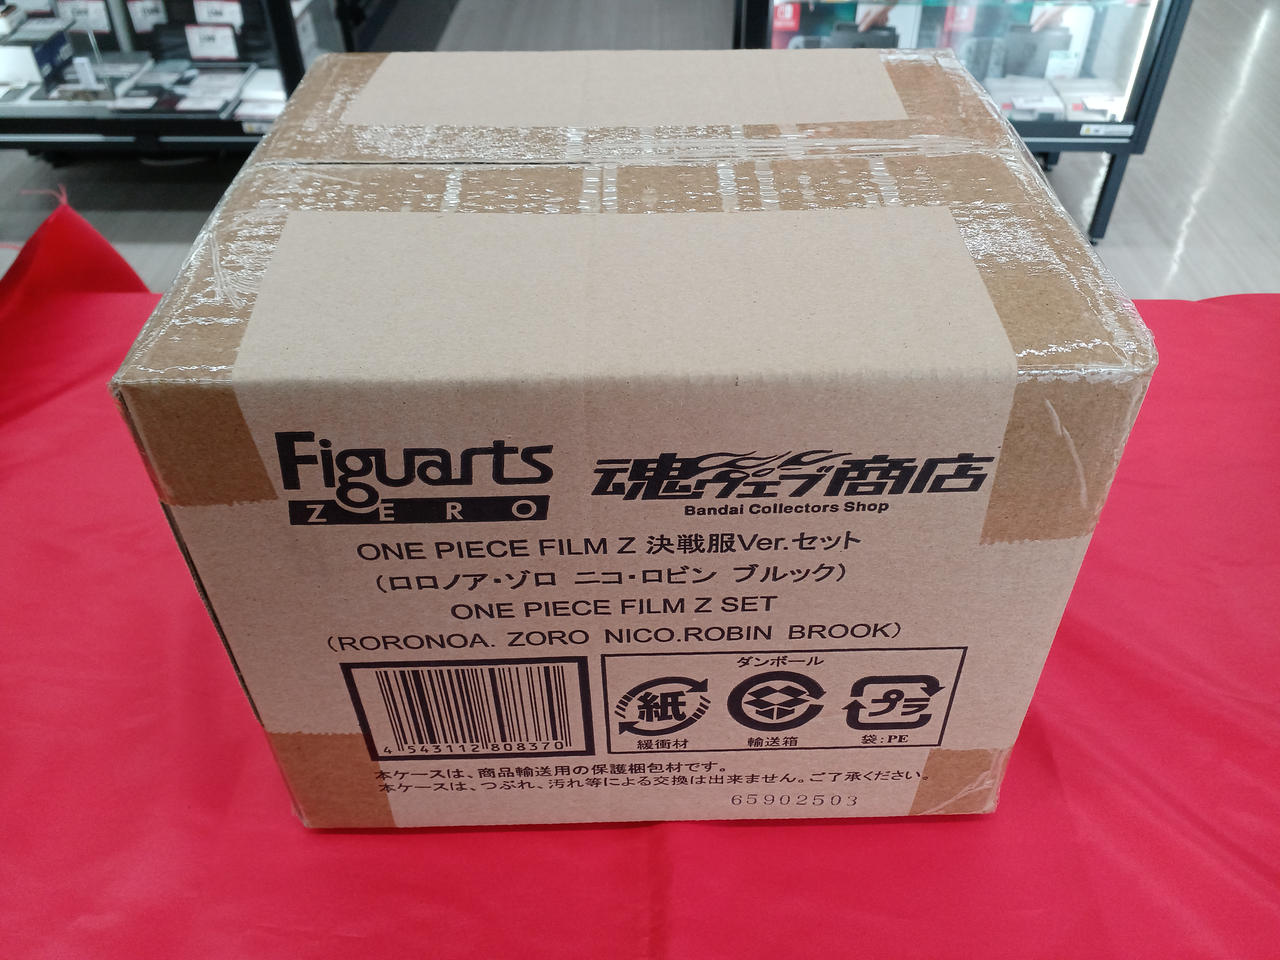 Figuarts
ZERO
魂ウェブ商店
Bandai Collectors Shop
ONE PIECE FILM Z 決戦服Ver.セット
(ロロノア・ゾロ ニコ・ロビン ブルック)
ONE PIECE FILM Z SET
(RORONOA. ZORO NICO.ROBIN BROOK)
4 543112 808370
ダンボール
紙
プラ
緩衝材
輸送箱
袋:PE
本ケースは、商品輸送用の保護梱包材です。
本ケースは、つぶれ、汚れ等による交換は出来ません。ご了承ください。
65902503